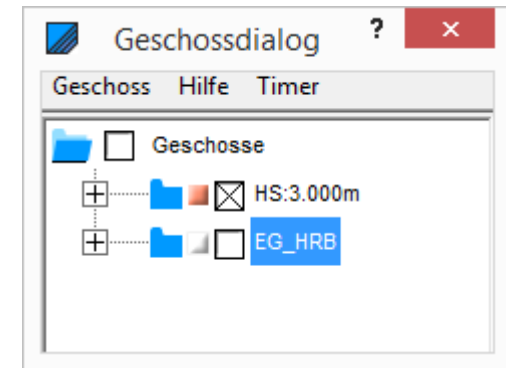 Geschossdialog ?
Geschoss Hilfe Timer
Geschosse
HS:3.000m
EG_HRB